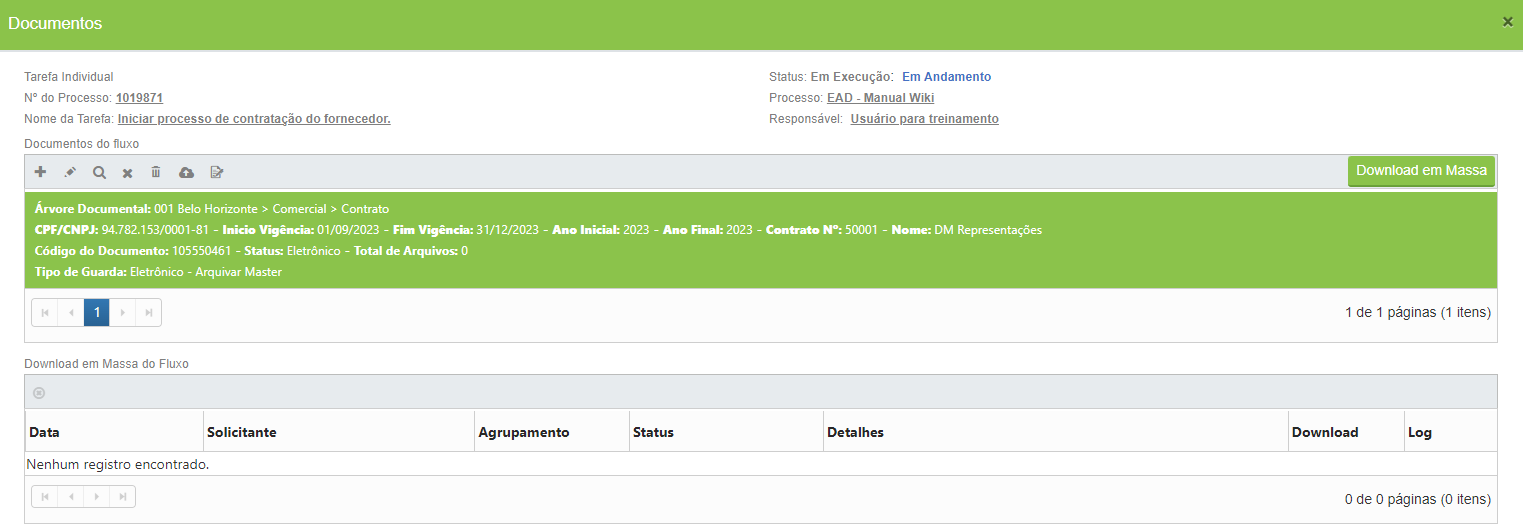 Documentos
×
Tarefa Individual
Status: Em Execução: Em Andamento
Nº do Processo: 1019871
Processo: EAD - Manual Wiki
Nome da Tarefa: Iniciar processo de contratação do fornecedor.
Responsável: Usuário para treinamento
Documentos do fluxo
Download em Massa
Árvore Documental: 001 Belo Horizonte > Comercial > Contrato
CPF/CNPJ: 94.782.153/0001-81 - Inicio Vigência: 01/09/2023 - Fim Vigência: 31/12/2023 - Ano Inicial: 2023 - Ano Final: 2023 - Contrato Nº: 50001 - Nome: DM Representações
Código do Documento: 105550461 - Status: Eletrônico - Total de Arquivos: 0
Tipo de Guarda: Eletrônico - Arquivar Master
1
1 de 1 páginas (1 itens)
Download em Massa do Fluxo
Data Solicitante Agrupamento Status Detalhes Download Log
Nenhum registro encontrado.
0 de 0 páginas (0 itens)